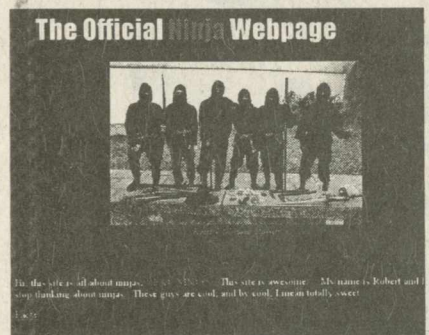 The Official Ninja Webpage
Hi, this site is all about ninjas, This site is awesome. My name is Robert and I
stop thinking about ninjas. These guys are cool, and by cool, I mean totally sweet.